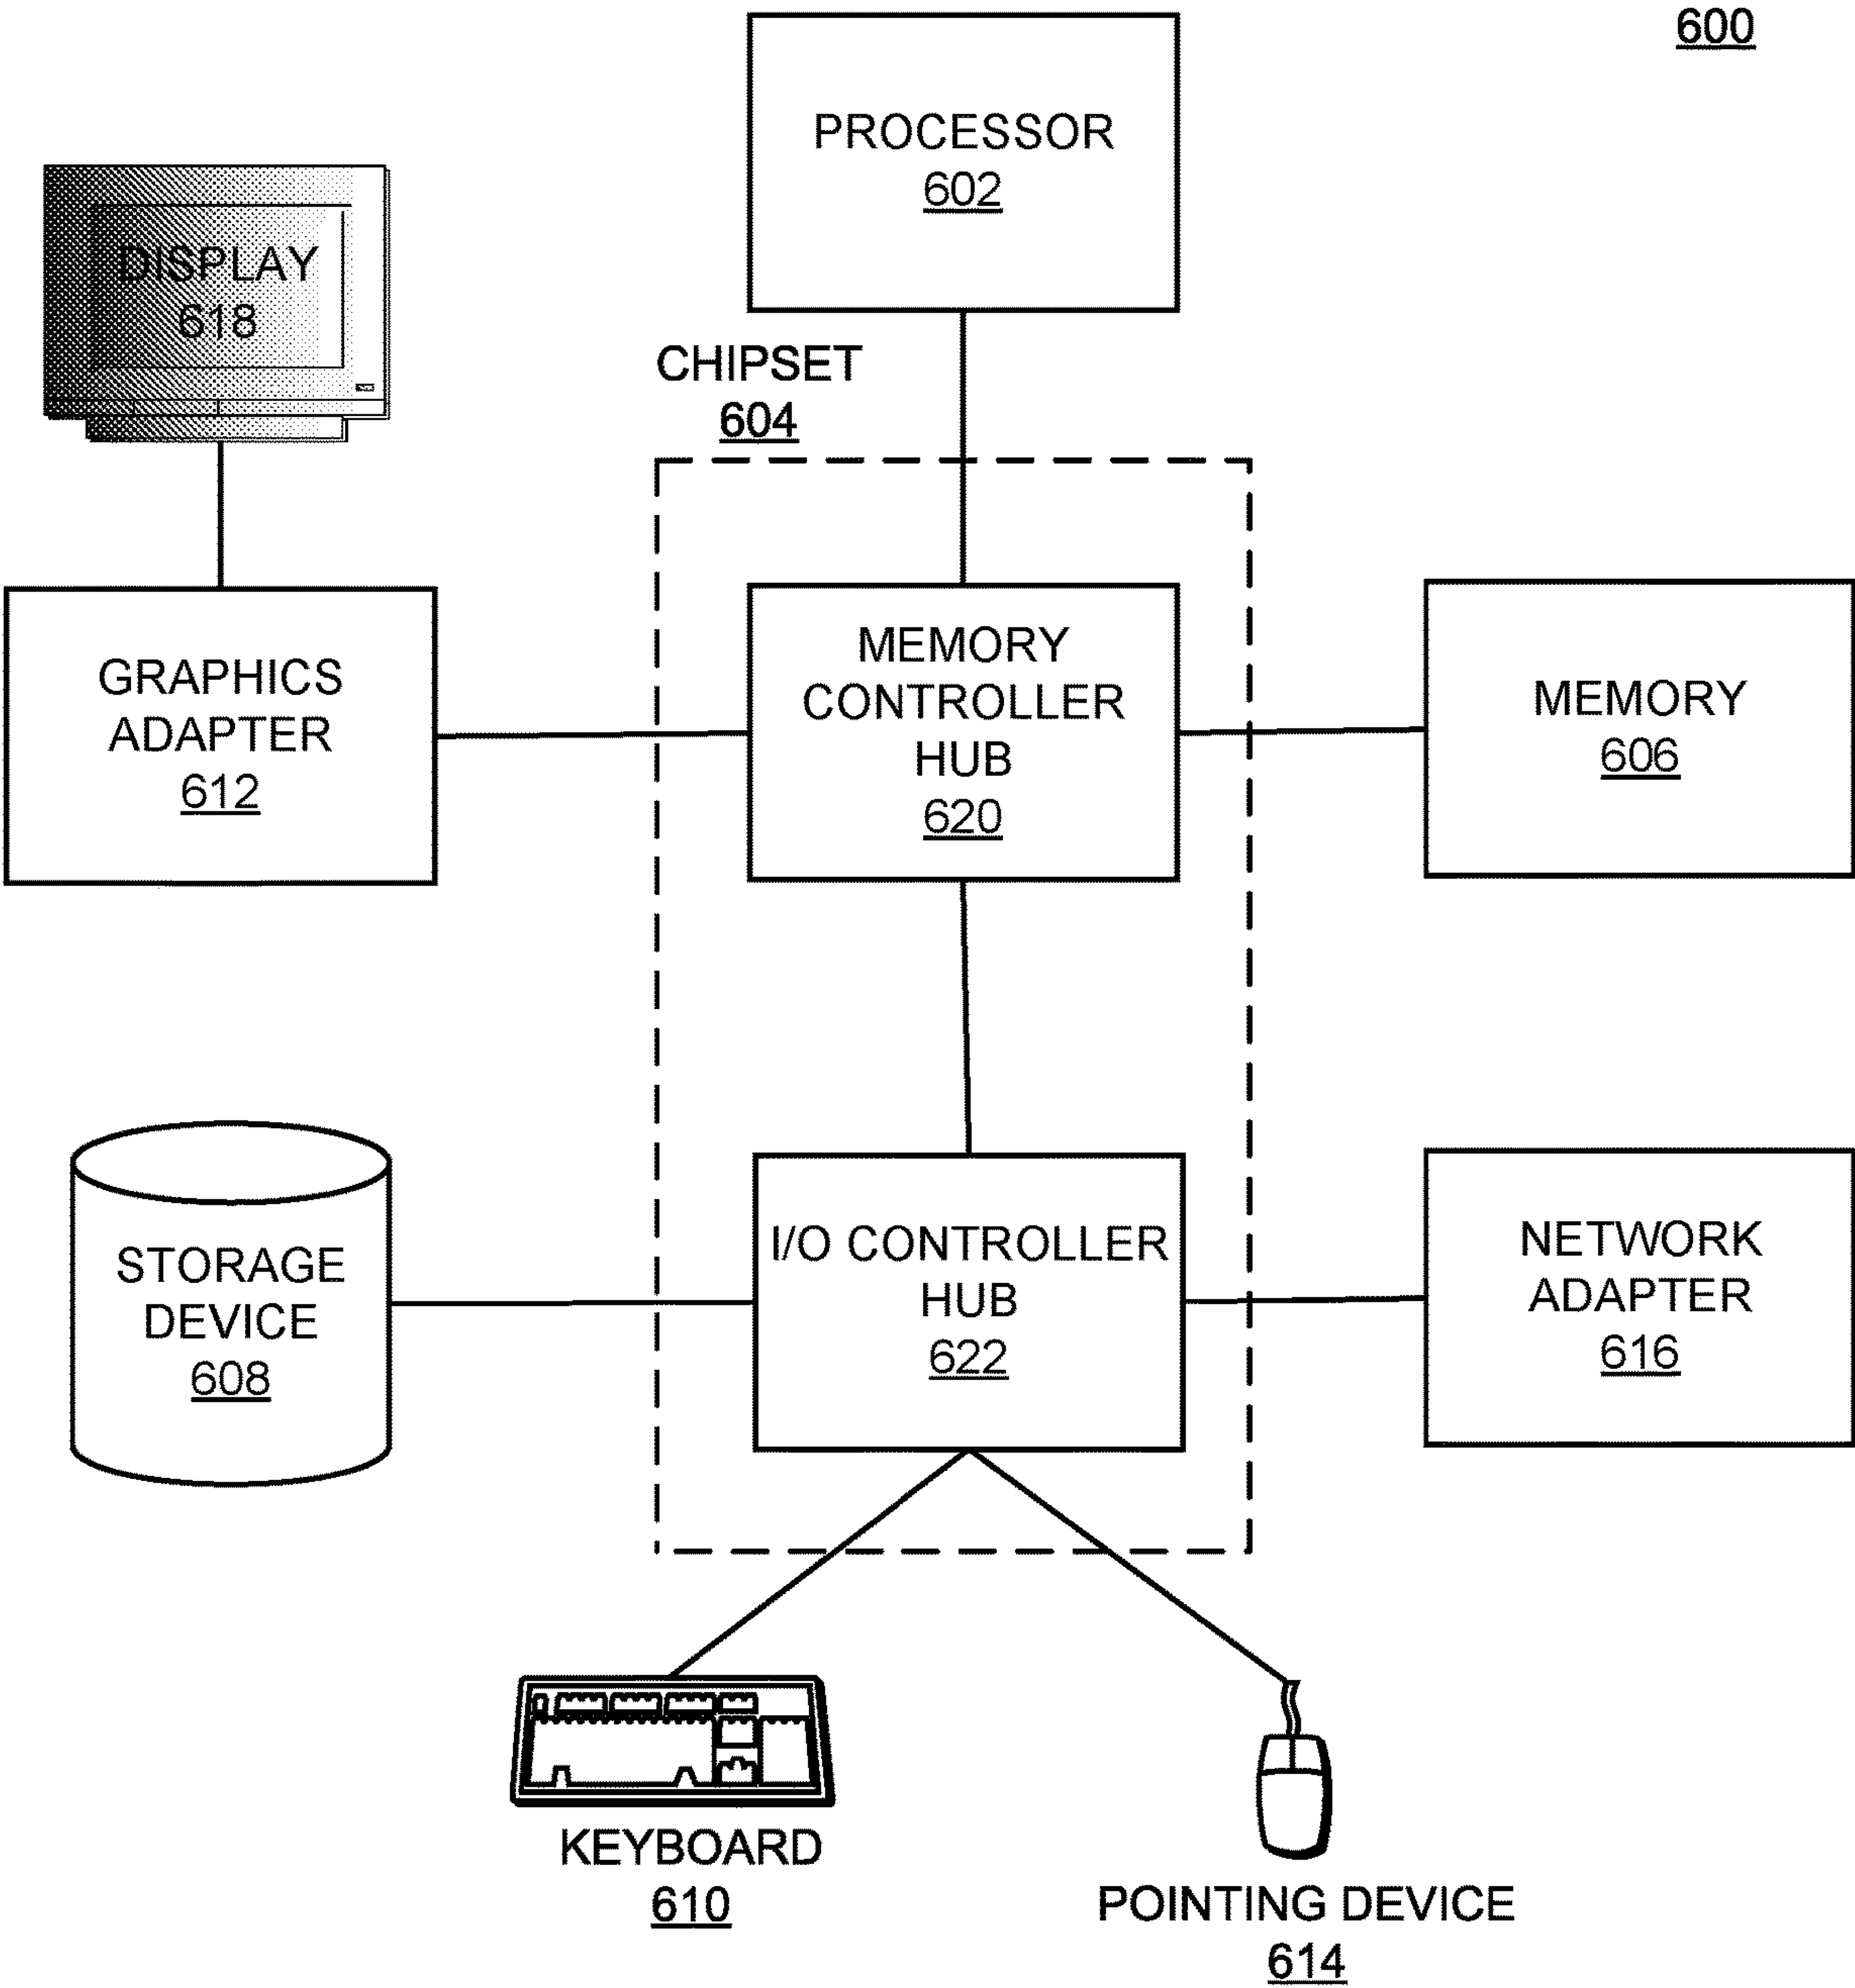 600
PROCESSOR
602
DISPLAY
618
CHIPSET
604
GRAPHICS
ADAPTER
612
MEMORY
CONTROLLER
HUB
620
MEMORY
606
STORAGE
DEVICE
608
I/O CONTROLLER
HUB
622
NETWORK
ADAPTER
616
KEYBOARD
610
POINTING DEVICE
614